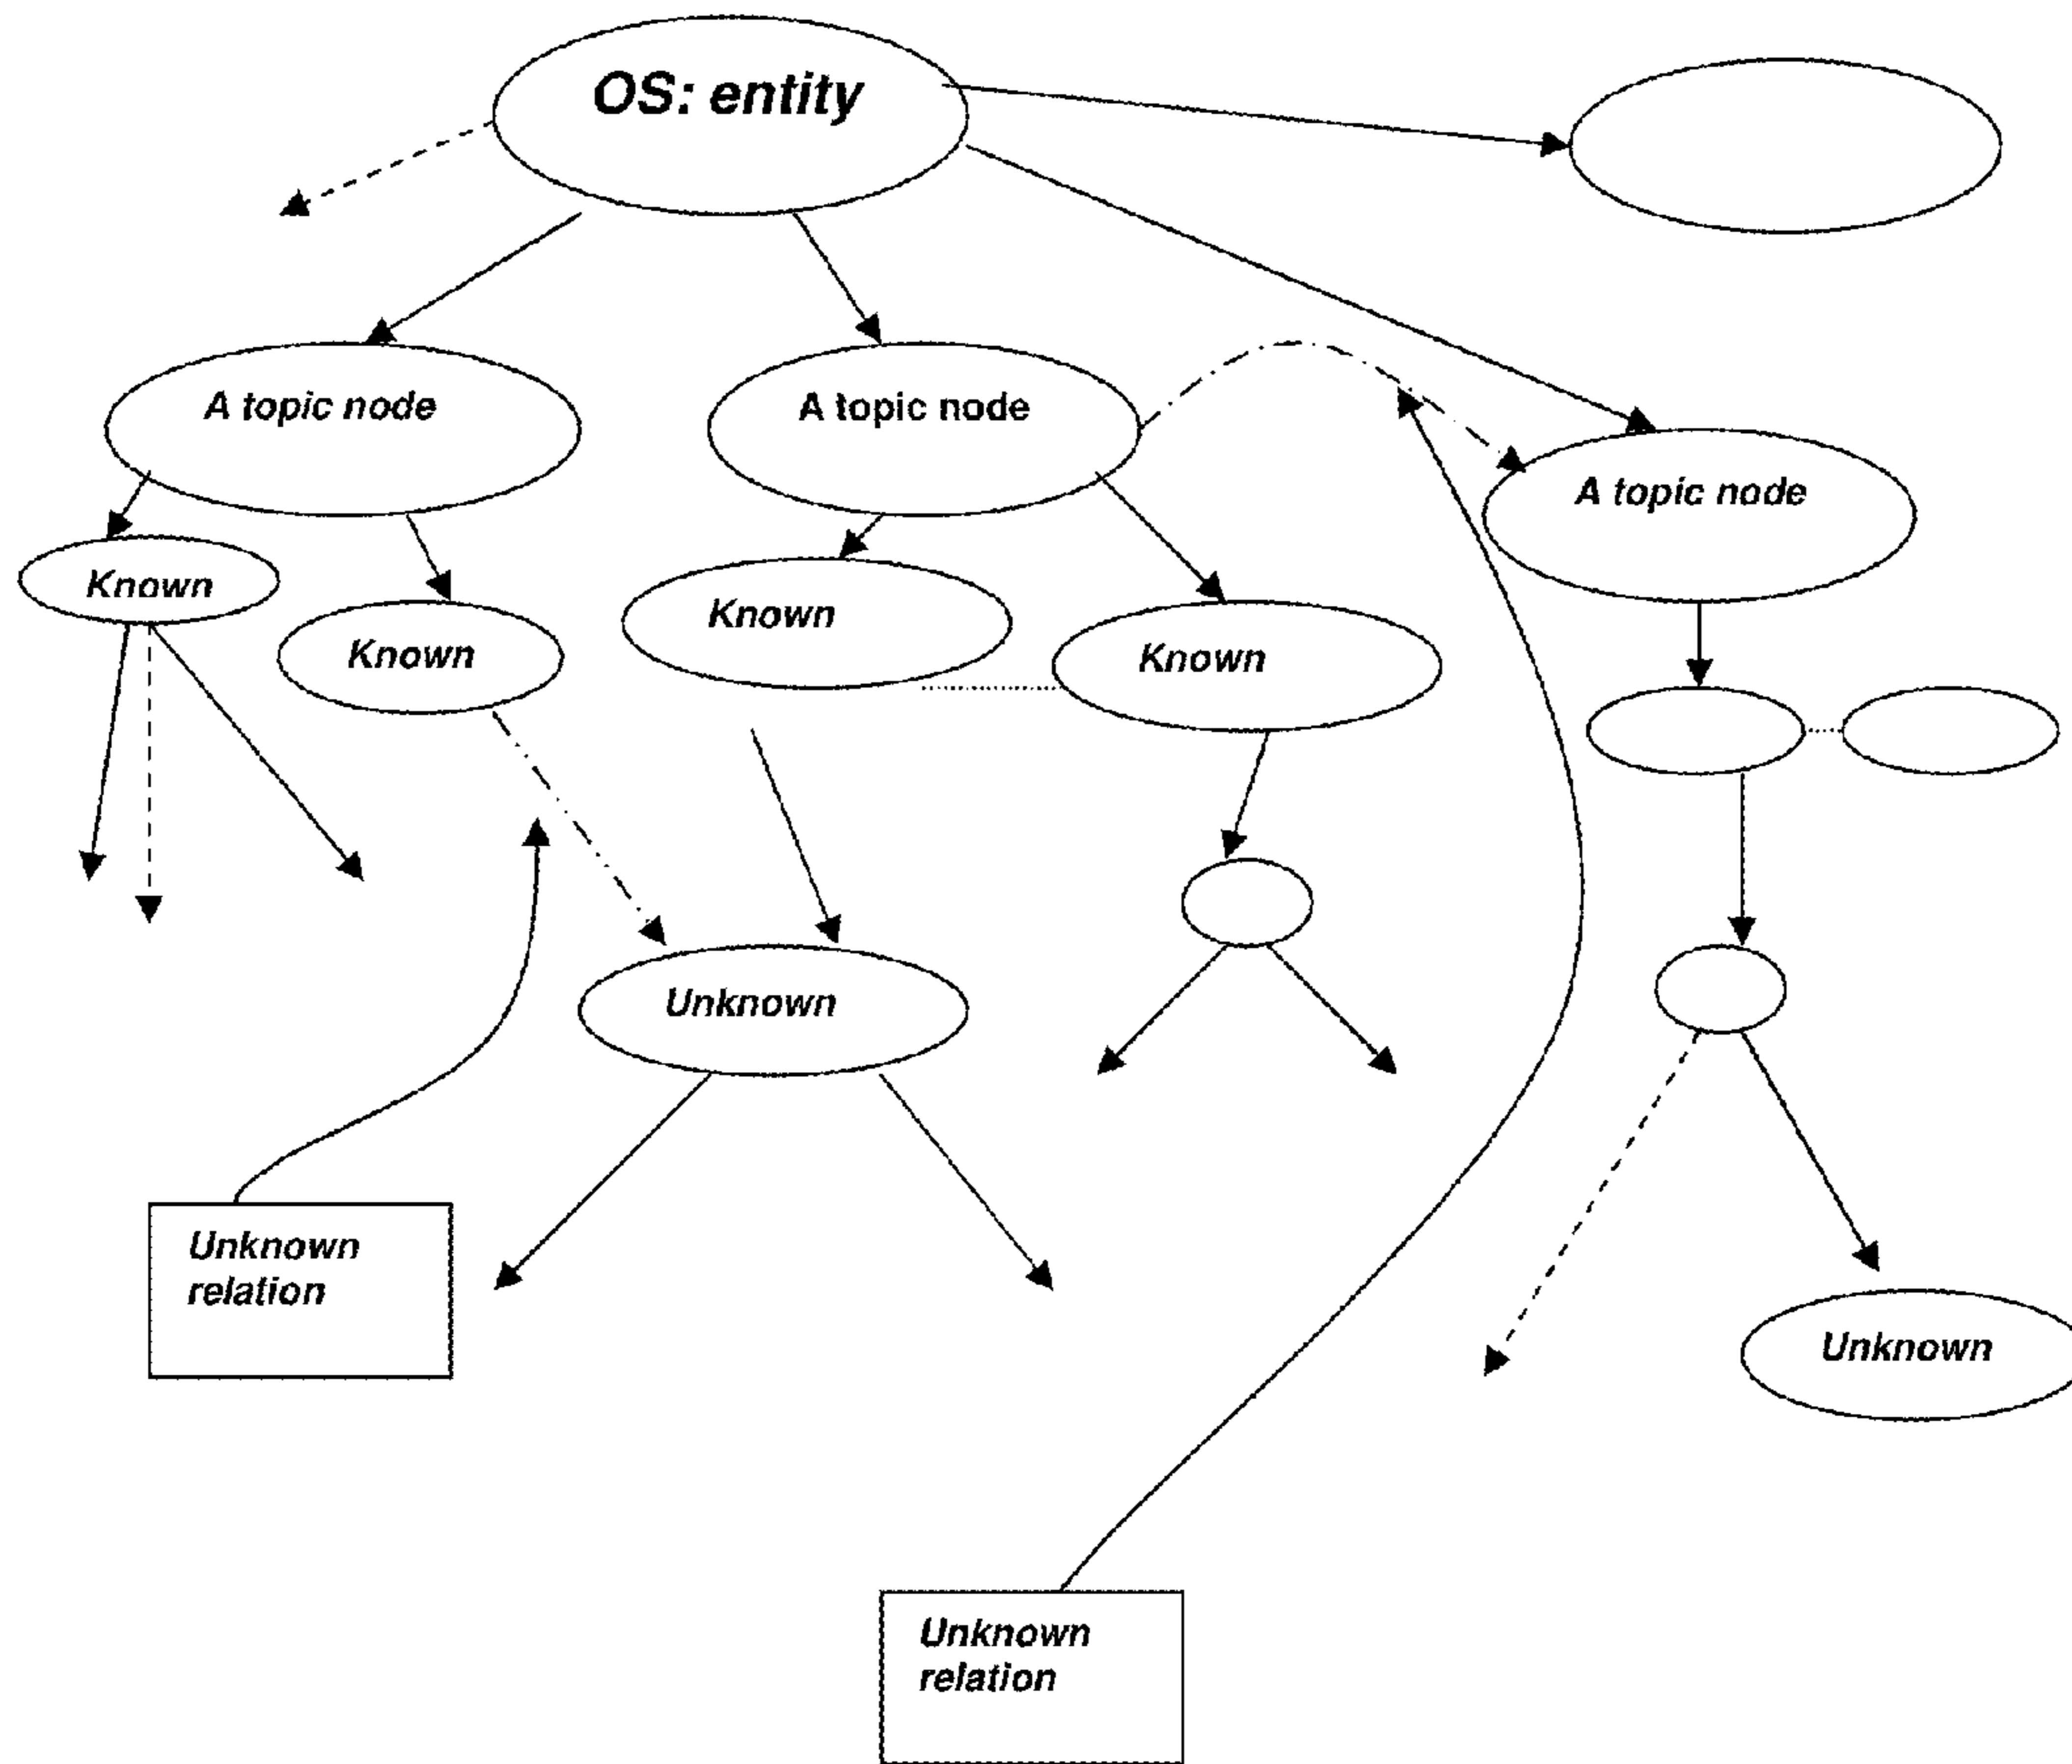 OS: entity
A topic node
A topic node
A topic node
Known
Known
Known
Known
Unknown
Unknown
relation
Unknown
Unknown
relation